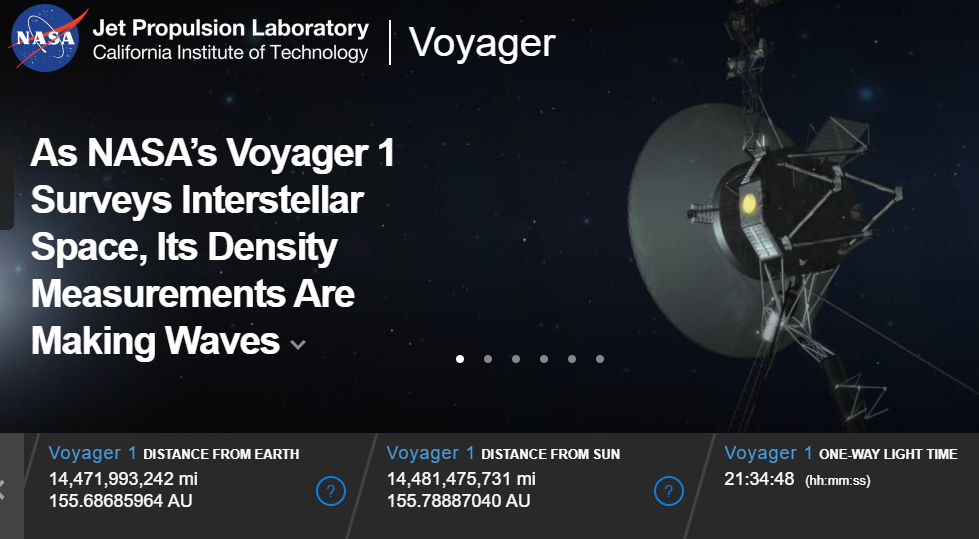 NASA
Jet Propulsion Laboratory
California Institute of Technology
Voyager
As NASA’s Voyager 1
Surveys Interstellar
Space, Its Density
Measurements Are
Making Waves
Voyager 1 DISTANCE FROM EARTH
14,471,993,242 mi
155.68685964 AU
?
Voyager 1 DISTANCE FROM SUN
14,481,475,731 mi
155.78887040 AU
?
Voyager 1 ONE-WAY LIGHT TIME
21:34:48 (hh:mm:ss)